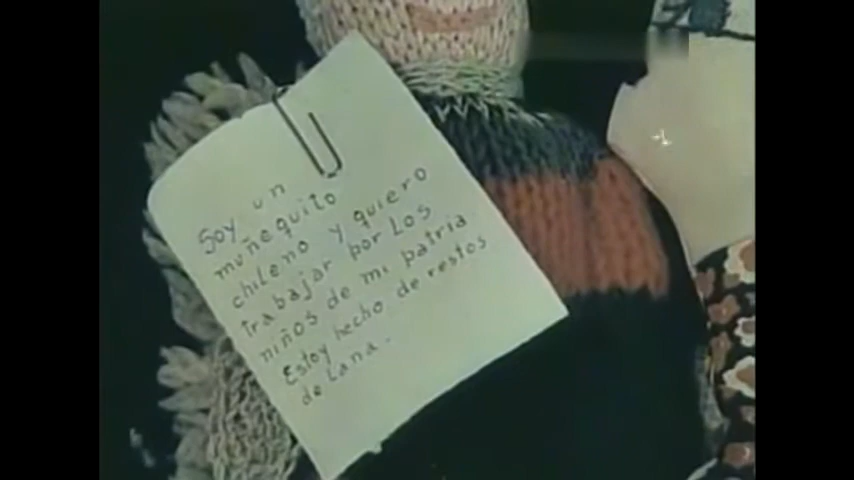 Soy un
muñequito
chileno y quiero
trabajar por los
niños de mi patria
Estoy hecho de restos
de lana.